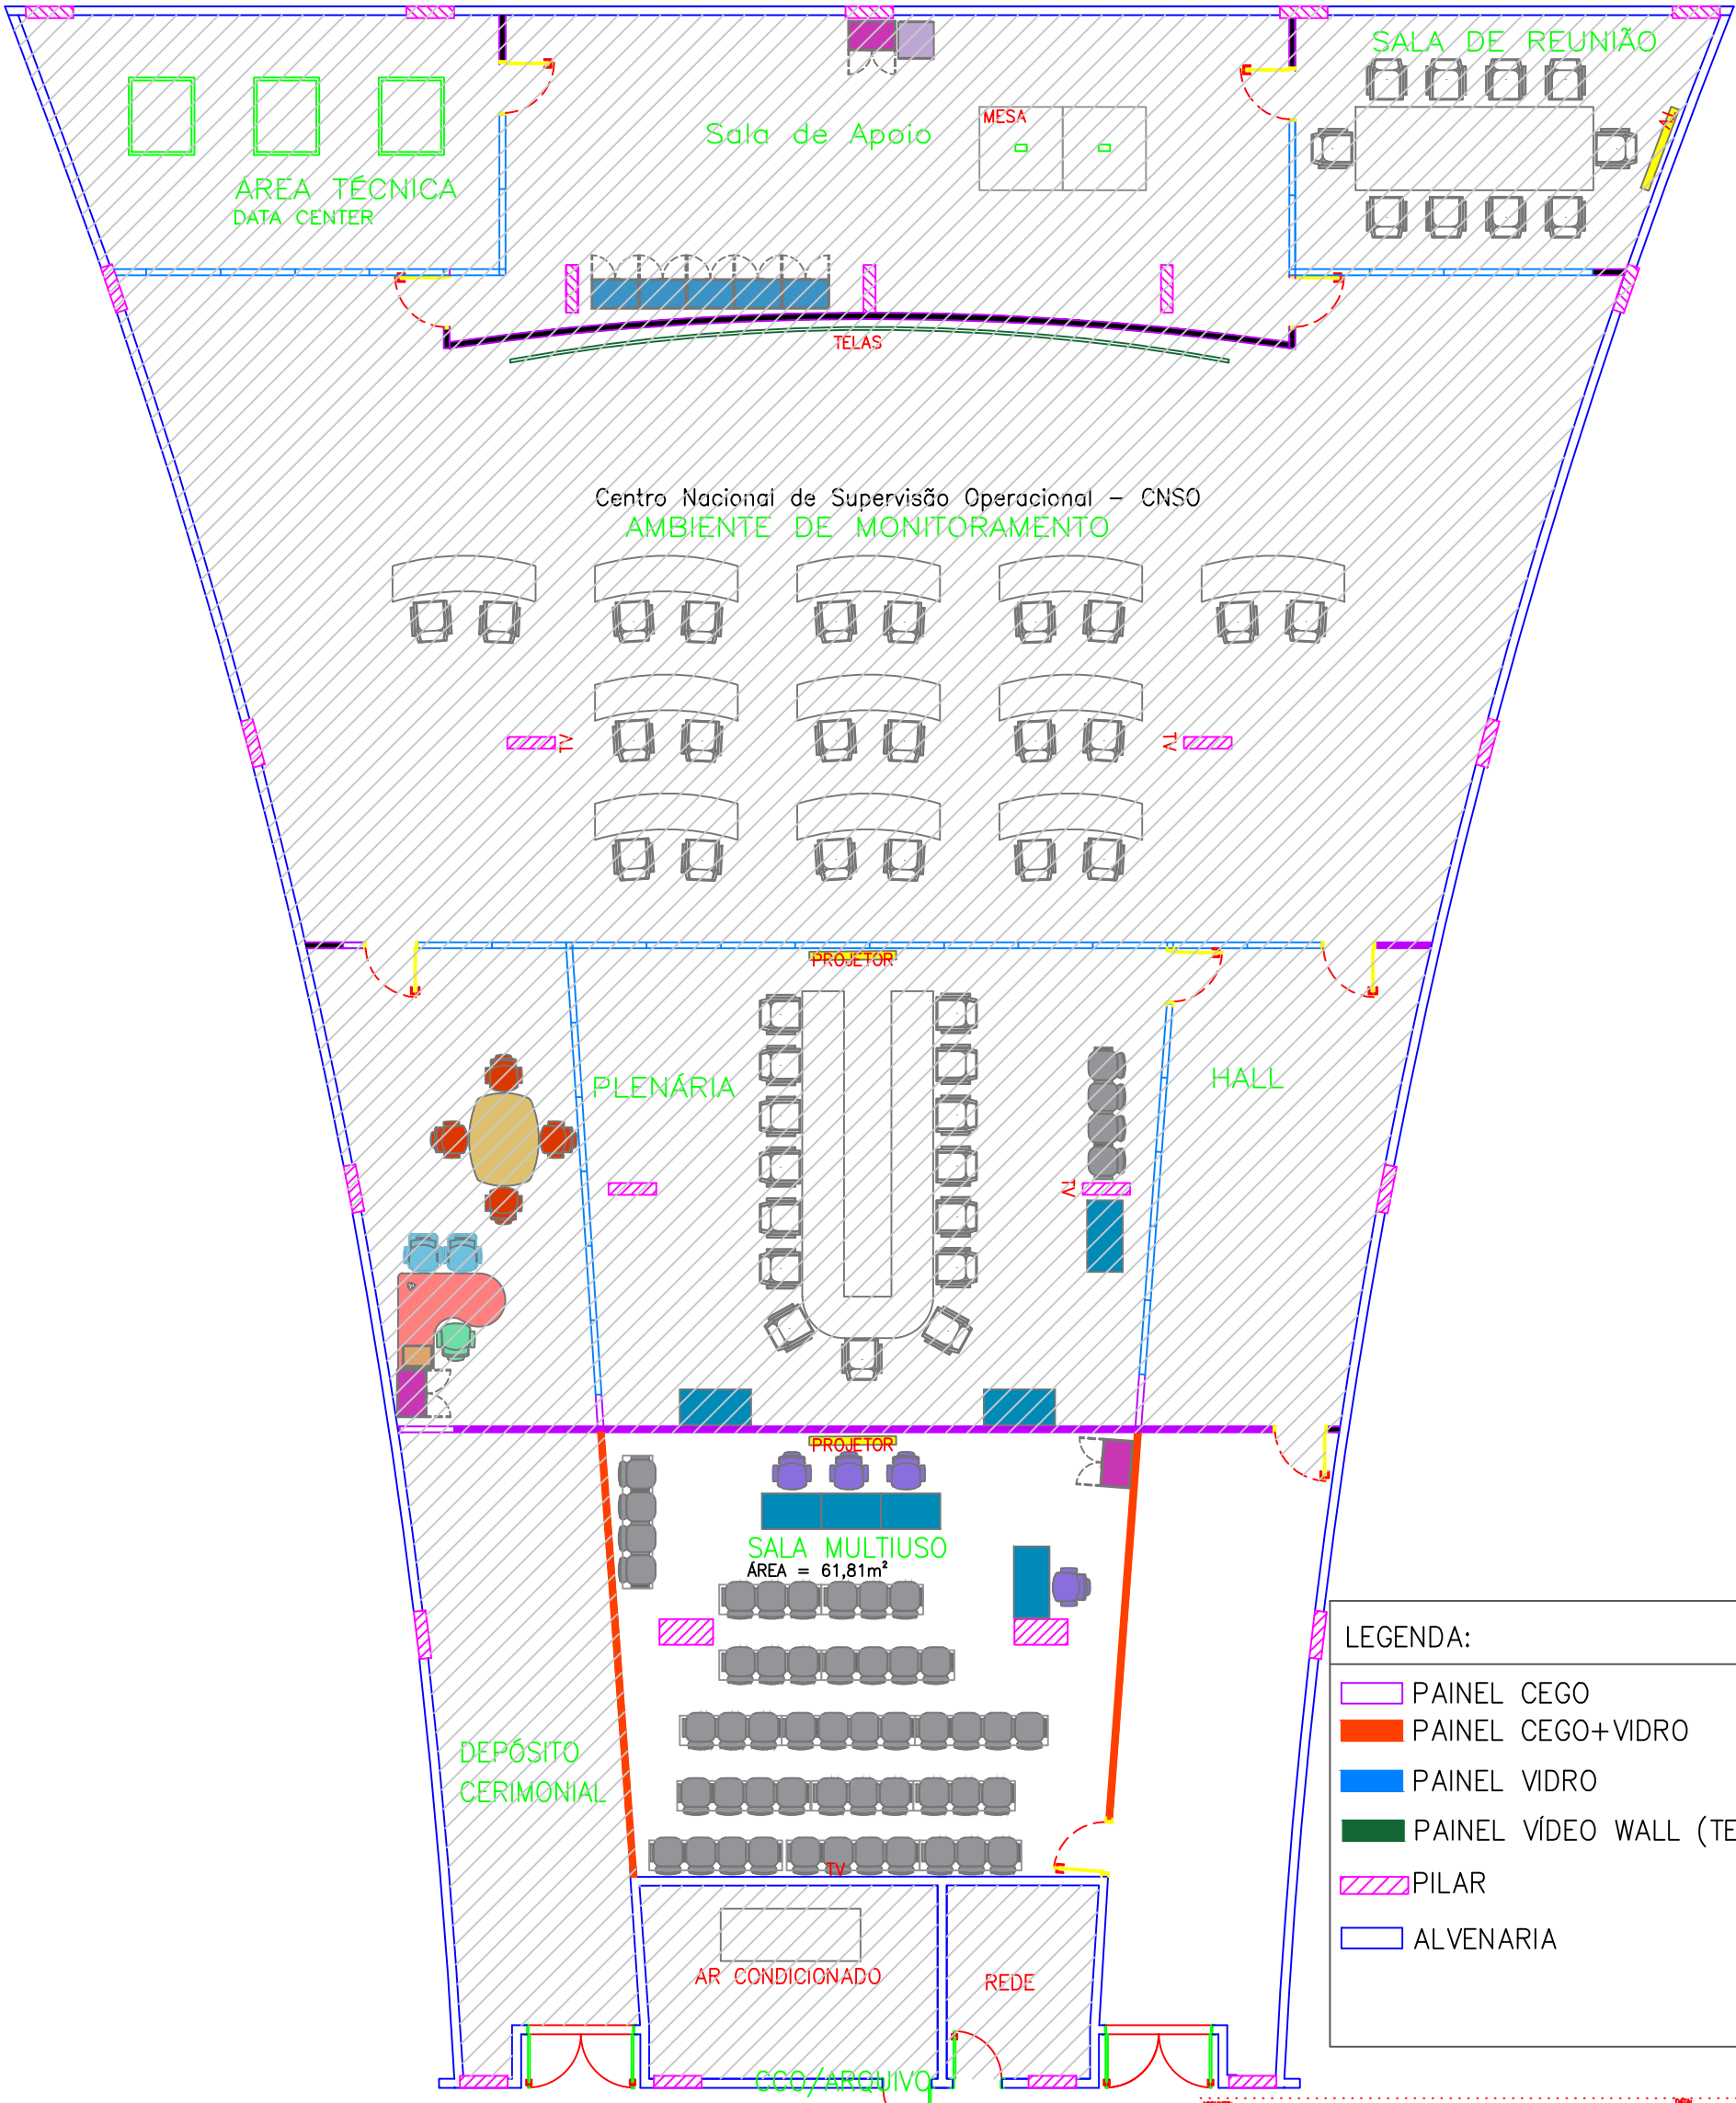 SALA DE REUNIÃO
MESA
TV
Sala de Apoio
ÁREA TÉCNICA
DATA CENTER
TELAS
Centro Nacional de Supervisão Operacional - CNSO
AMBIENTE DE MONITORAMENTO
TV
TV
PROJETOR
PLENÁRIA
HALL
TV
PROJETOR
SALA MULTIUSO
ÁREA = 61,81m²
LEGENDA:
PAINEL CEGO
PAINEL CEGO+VIDRO
PAINEL VIDRO
PAINEL VÍDEO WALL (TE
PILAR
ALVENARIA
DEPÓSITO
CERIMONIAL
TV
AR CONDICIONADO
REDE
CCO/ARQUIVO